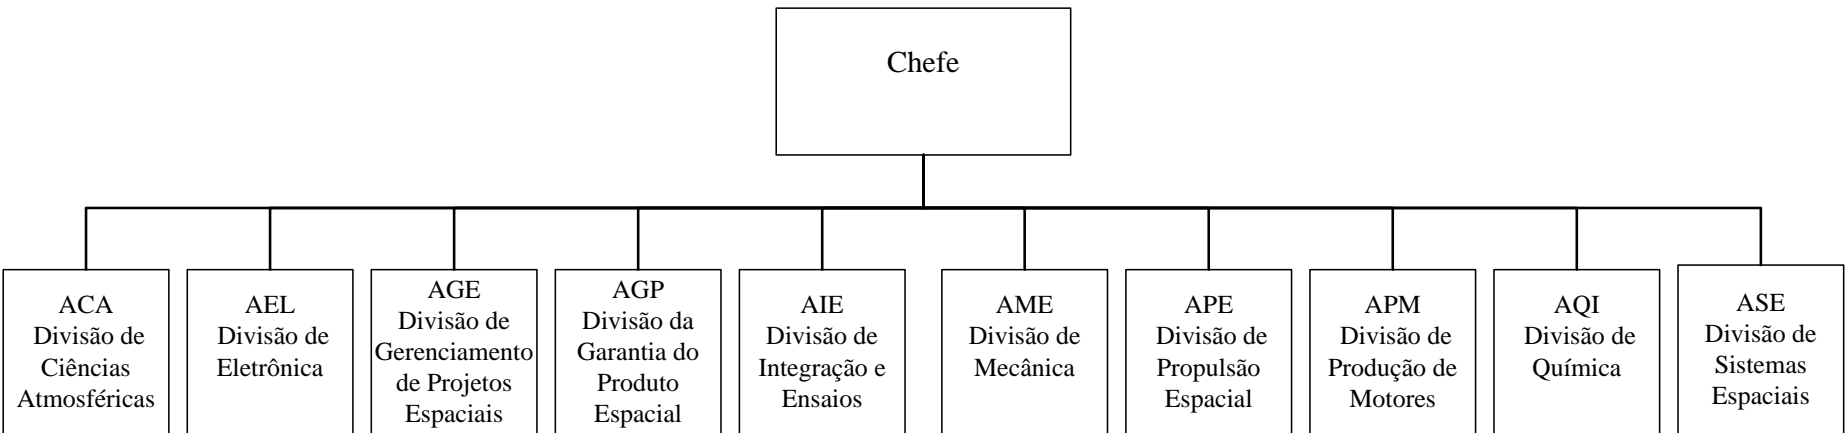 Chefe
ACA
Divisão de
Ciências
Atmosféricas
AEL
Divisão de
Eletrônica
AGE
Divisão de
Gerenciamento
de Projetos
Espaciais
AGP
Divisão da
Garantia do
Produto
Espacial
AIE
Divisão de
Integração e
Ensaios
AME
Divisão de
Mecânica
APE
Divisão de
Propulsão
Espacial
APM
Divisão de
Produção de
Motores
AQI
Divisão de
Química
ASE
Divisão de
Sistemas
Espaciais